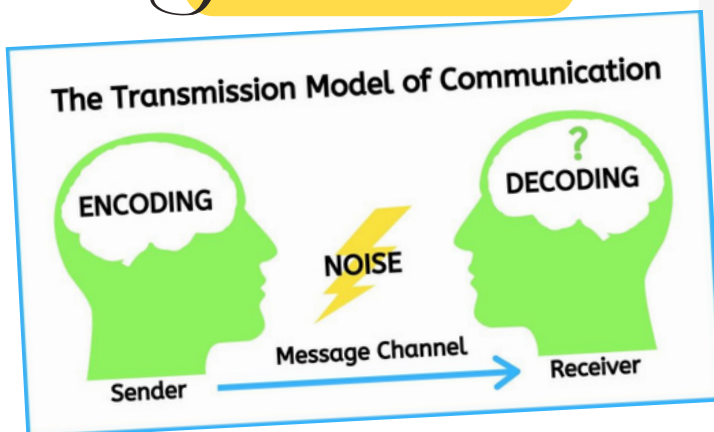 The Transmission Model of Communication
?
ENCODING
DECODING
NOISE
Message Channel
Sender
Receiver